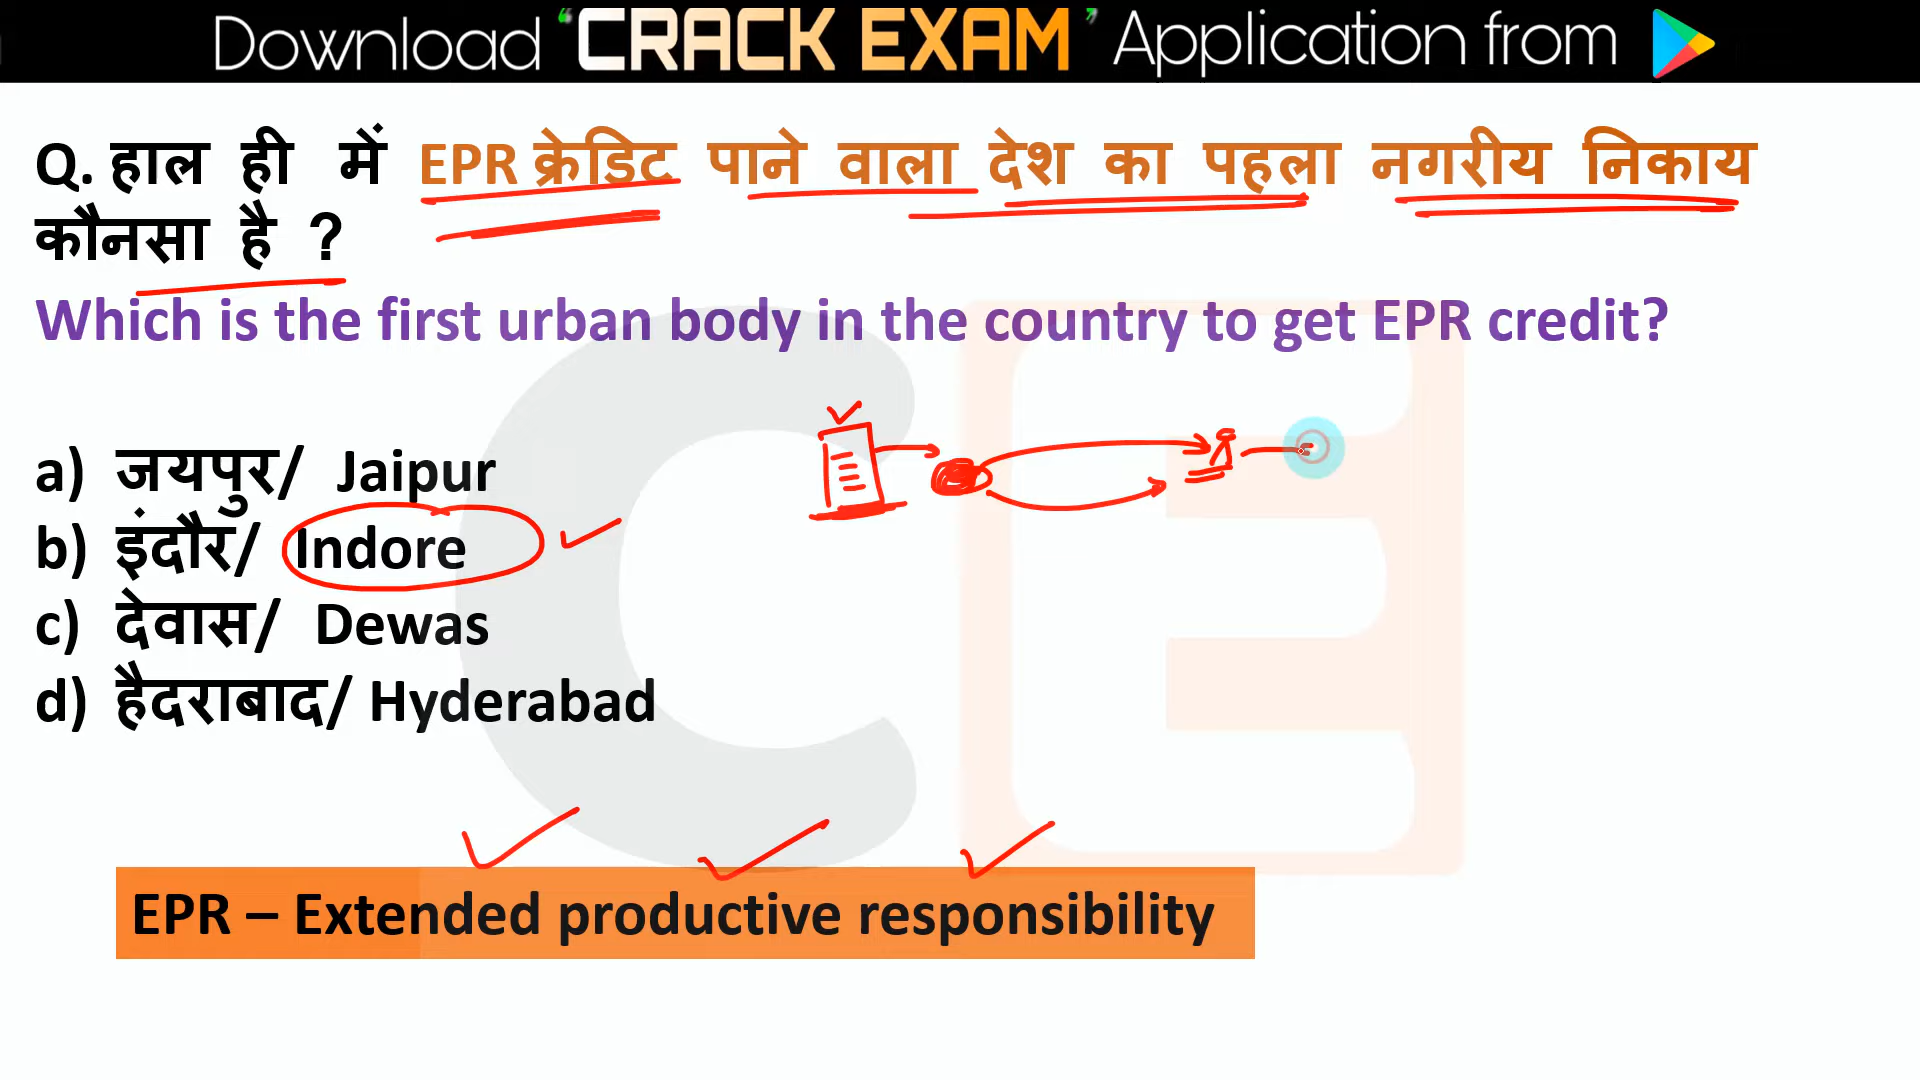 Download ‘CRACK EXAM’ Application from
Q. हाल ही में EPR क्रेडिट पाने वाला देश का पहला नगरीय निकाय
कौनसा है ?
Which is the first urban body in the country to get EPR credit?
a) जयपुर/ Jaipur
b) इंदौर/ Indore
c) देवास/ Dewas
d) हैदराबाद/ Hyderabad
EPR – Extended productive responsibility
CE